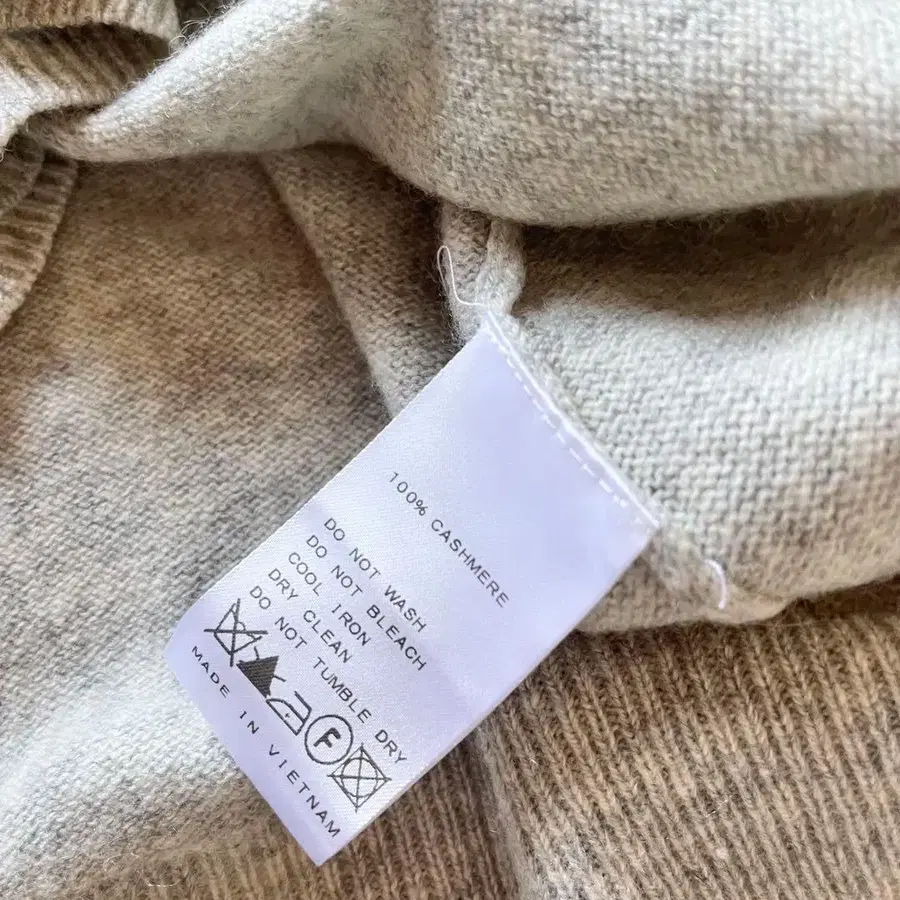 100% CASHMERE
DO NOT WASH
DO NOT BLEACH
COOL IRON
DRY CLEAN
DO NOT TUMBLE DRY
F
MADE IN VIETNAM